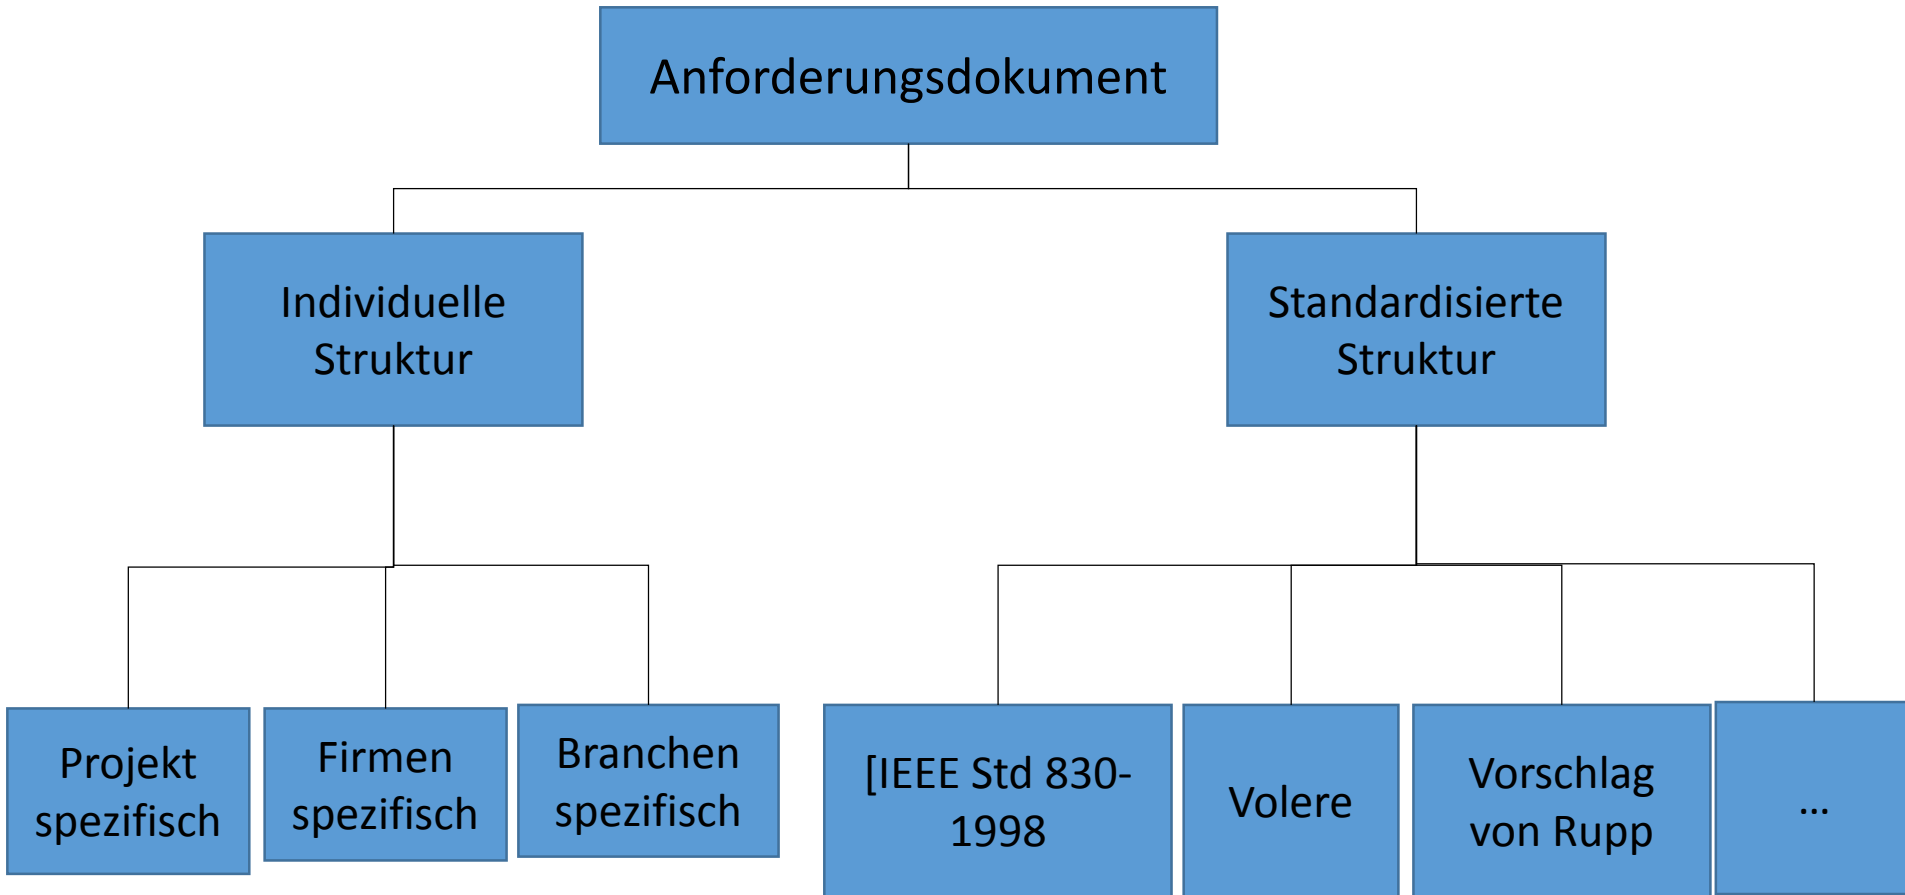 Anforderungsdokument
Individuelle
Struktur
Standardisierte
Struktur
Projekt
spezifisch
Firmen
spezifisch
Branchen
spezifisch
[IEEE Std 830-
1998
Volere
Vorschlag
von Rupp
...